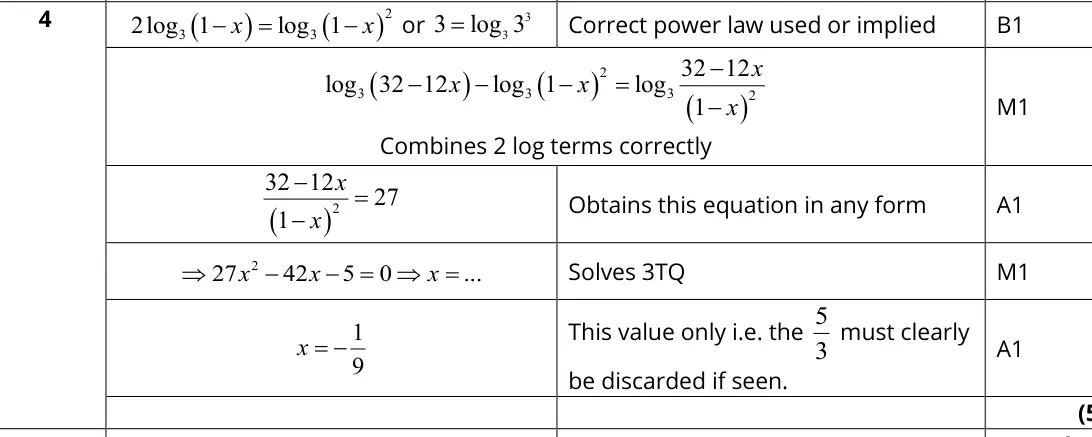 4 2log₃(1−x) = log₃(1−x)² or 3 = log₃3³ Correct power law used or implied B1
log₃(32−12x) − log₃(1−x)² = log₃ (32−12x)/(1−x)² M1
Combines 2 log terms correctly
(32−12x)/(1−x)² = 27 Obtains this equation in any form A1
⇒ 27x² − 42x − 5 = 0 ⇒ x = ... Solves 3TQ M1
x = −1/9 This value only i.e. the 5/3 must clearly A1
be discarded if seen.
(5